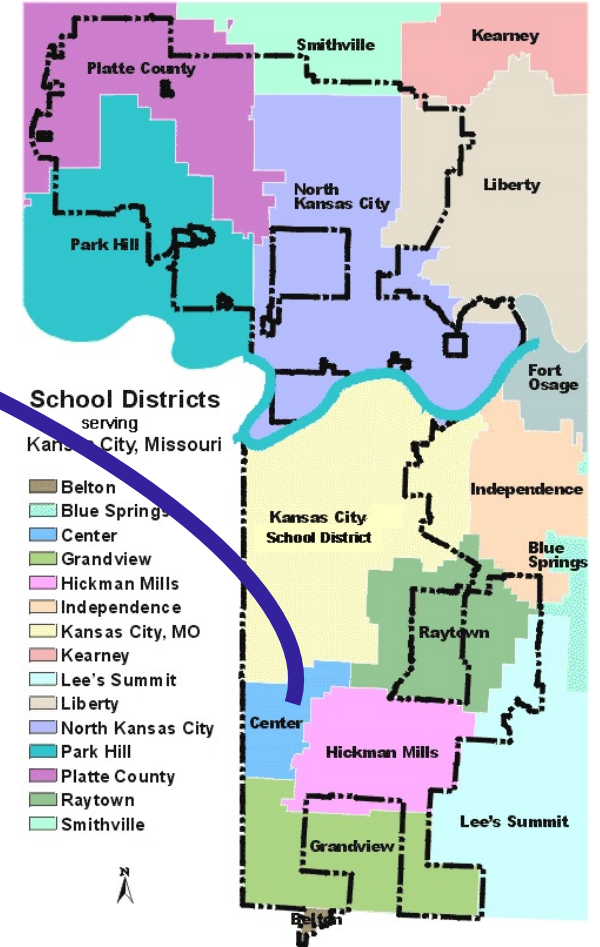 Smithville
Kearney
Platte County
North
Kansas City
Liberty
Park Hill
Fort
Osage
School Districts
serving
Kansas City, Missouri
Belton
Blue Springs
Center
Grandview
Hickman Mills
Independence
Kansas City, MO
Kearney
Lee's Summit
Liberty
North Kansas City
Park Hill
Platte County
Raytown
Smithville
N
Independence
Kansas City
School District
Blue
Springs
Raytown
Center
Hickman Mills
Lee's Summit
Grandview
Belton